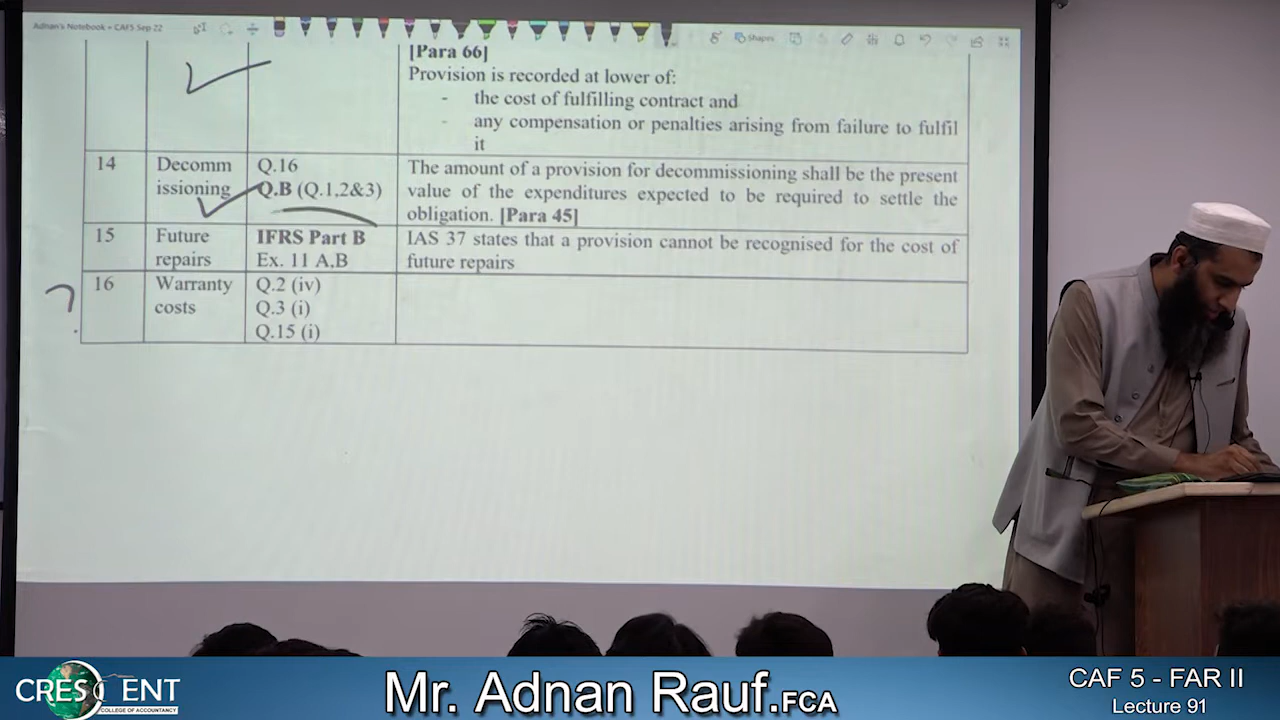 Adnan's Notebook » CAF5 Sep 22
Shapes
[Para 66]
Provision is recorded at lower of:
- the cost of fulfilling contract and
- any compensation or penalties arising from failure to fulfil
it
14 Decomm Q.16 The amount of a provision for decommissioning shall be the present
issioning Q.B (Q.1,2&3) value of the expenditures expected to be required to settle the
obligation. [Para 45]
15 Future IFRS Part B IAS 37 states that a provision cannot be recognised for the cost of
repairs Ex. 11 A,B future repairs
16 Warranty Q.2 (iv)
costs Q.3 (i)
Q.15 (i)
?
CRESCENT
COLLEGE OF ACCOUNTANCY
Mr. Adnan Rauf.FCA
CAF 5 - FAR II
Lecture 91